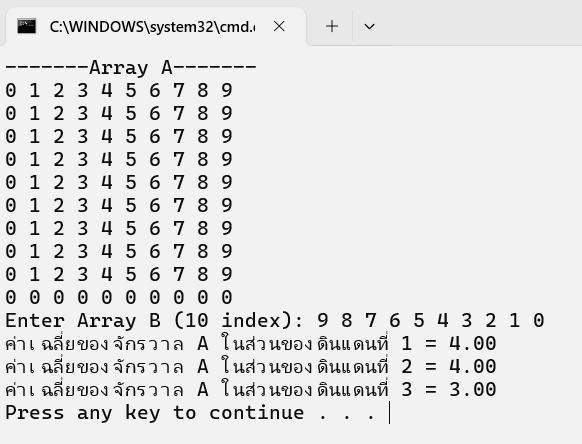 C:\WINDOWS\system32\cmd.e
-------Array A-------
0 1 2 3 4 5 6 7 8 9
0 1 2 3 4 5 6 7 8 9
0 1 2 3 4 5 6 7 8 9
0 1 2 3 4 5 6 7 8 9
0 1 2 3 4 5 6 7 8 9
0 1 2 3 4 5 6 7 8 9
0 1 2 3 4 5 6 7 8 9
0 1 2 3 4 5 6 7 8 9
0 1 2 3 4 5 6 7 8 9
0 0 0 0 0 0 0 0 0 0
Enter Array B (10 index): 9 8 7 6 5 4 3 2 1 0
ค่าเฉลี่ยของจักรวาล A ในส่วนของดินแดนที่ 1 = 4.00
ค่าเฉลี่ยของจักรวาล A ในส่วนของดินแดนที่ 2 = 4.00
ค่าเฉลี่ยของจักรวาล A ในส่วนของดินแดนที่ 3 = 3.00
Press any key to continue . . .